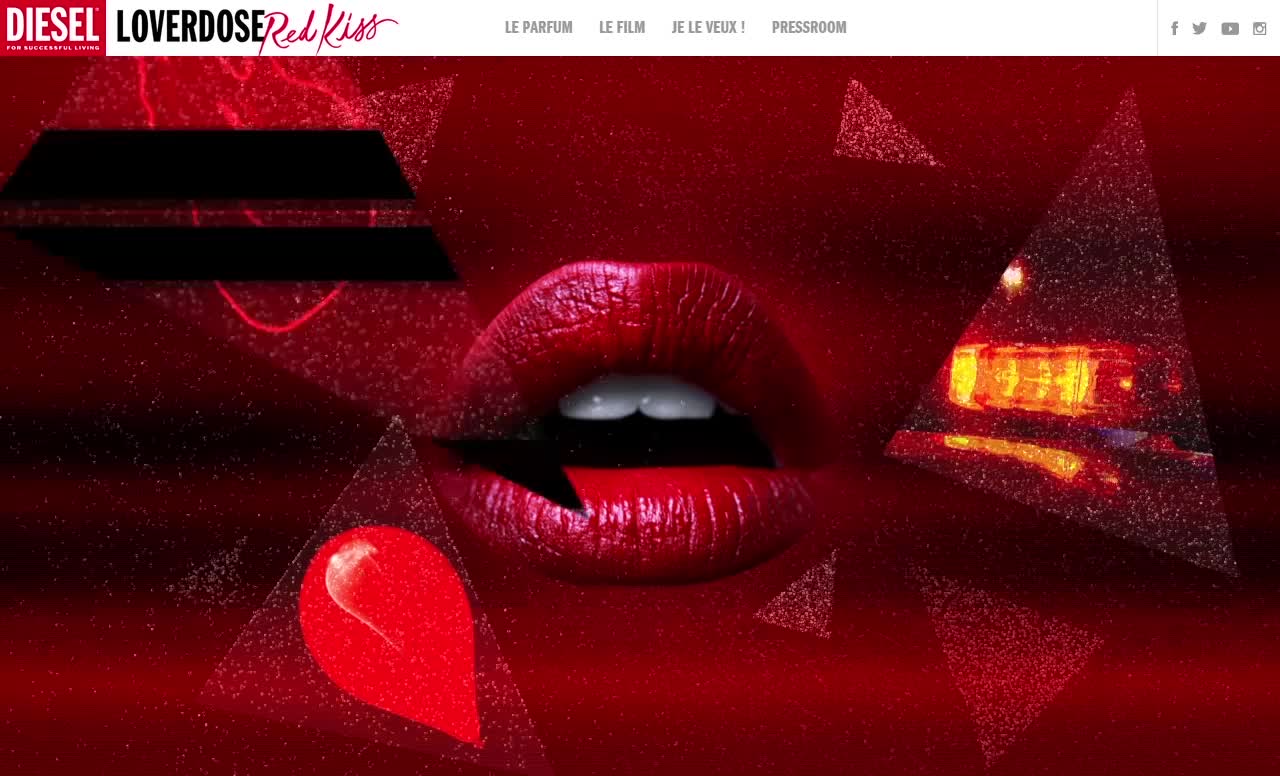 DIESEL
FOR SUCCESSFUL LIVING
LOVERDOSE Red Kiss
LE PARFUM LE FILM JE LE VEUX ! PRESSROOM